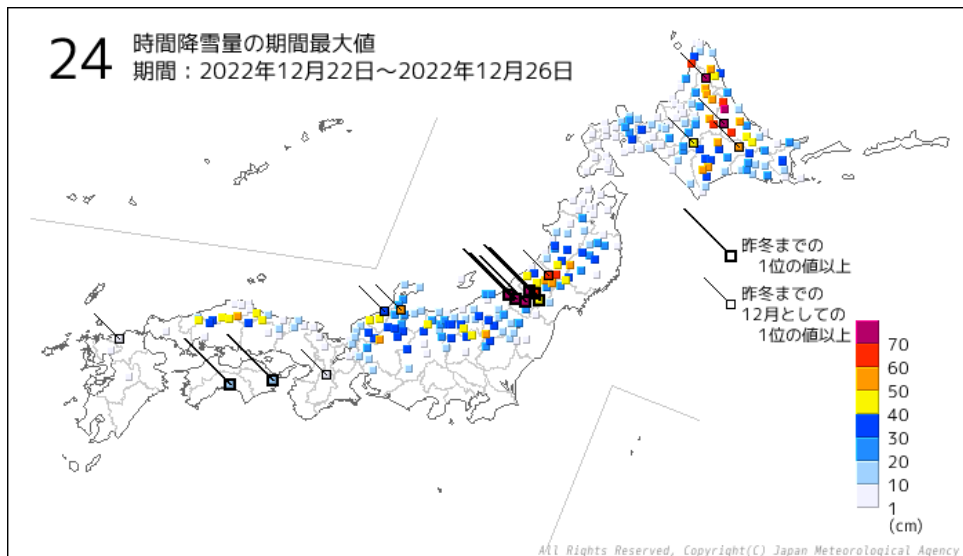 24
時間降雪量の期間最大値
期間：2022年12月22日～2022年12月26日
昨冬までの
1位の値以上
昨冬までの
12月としての
1位の値以上
70
60
50
40
30
20
10
1
(cm)
All Rights Reserved, Copyright(C) Japan Meteorological Agency